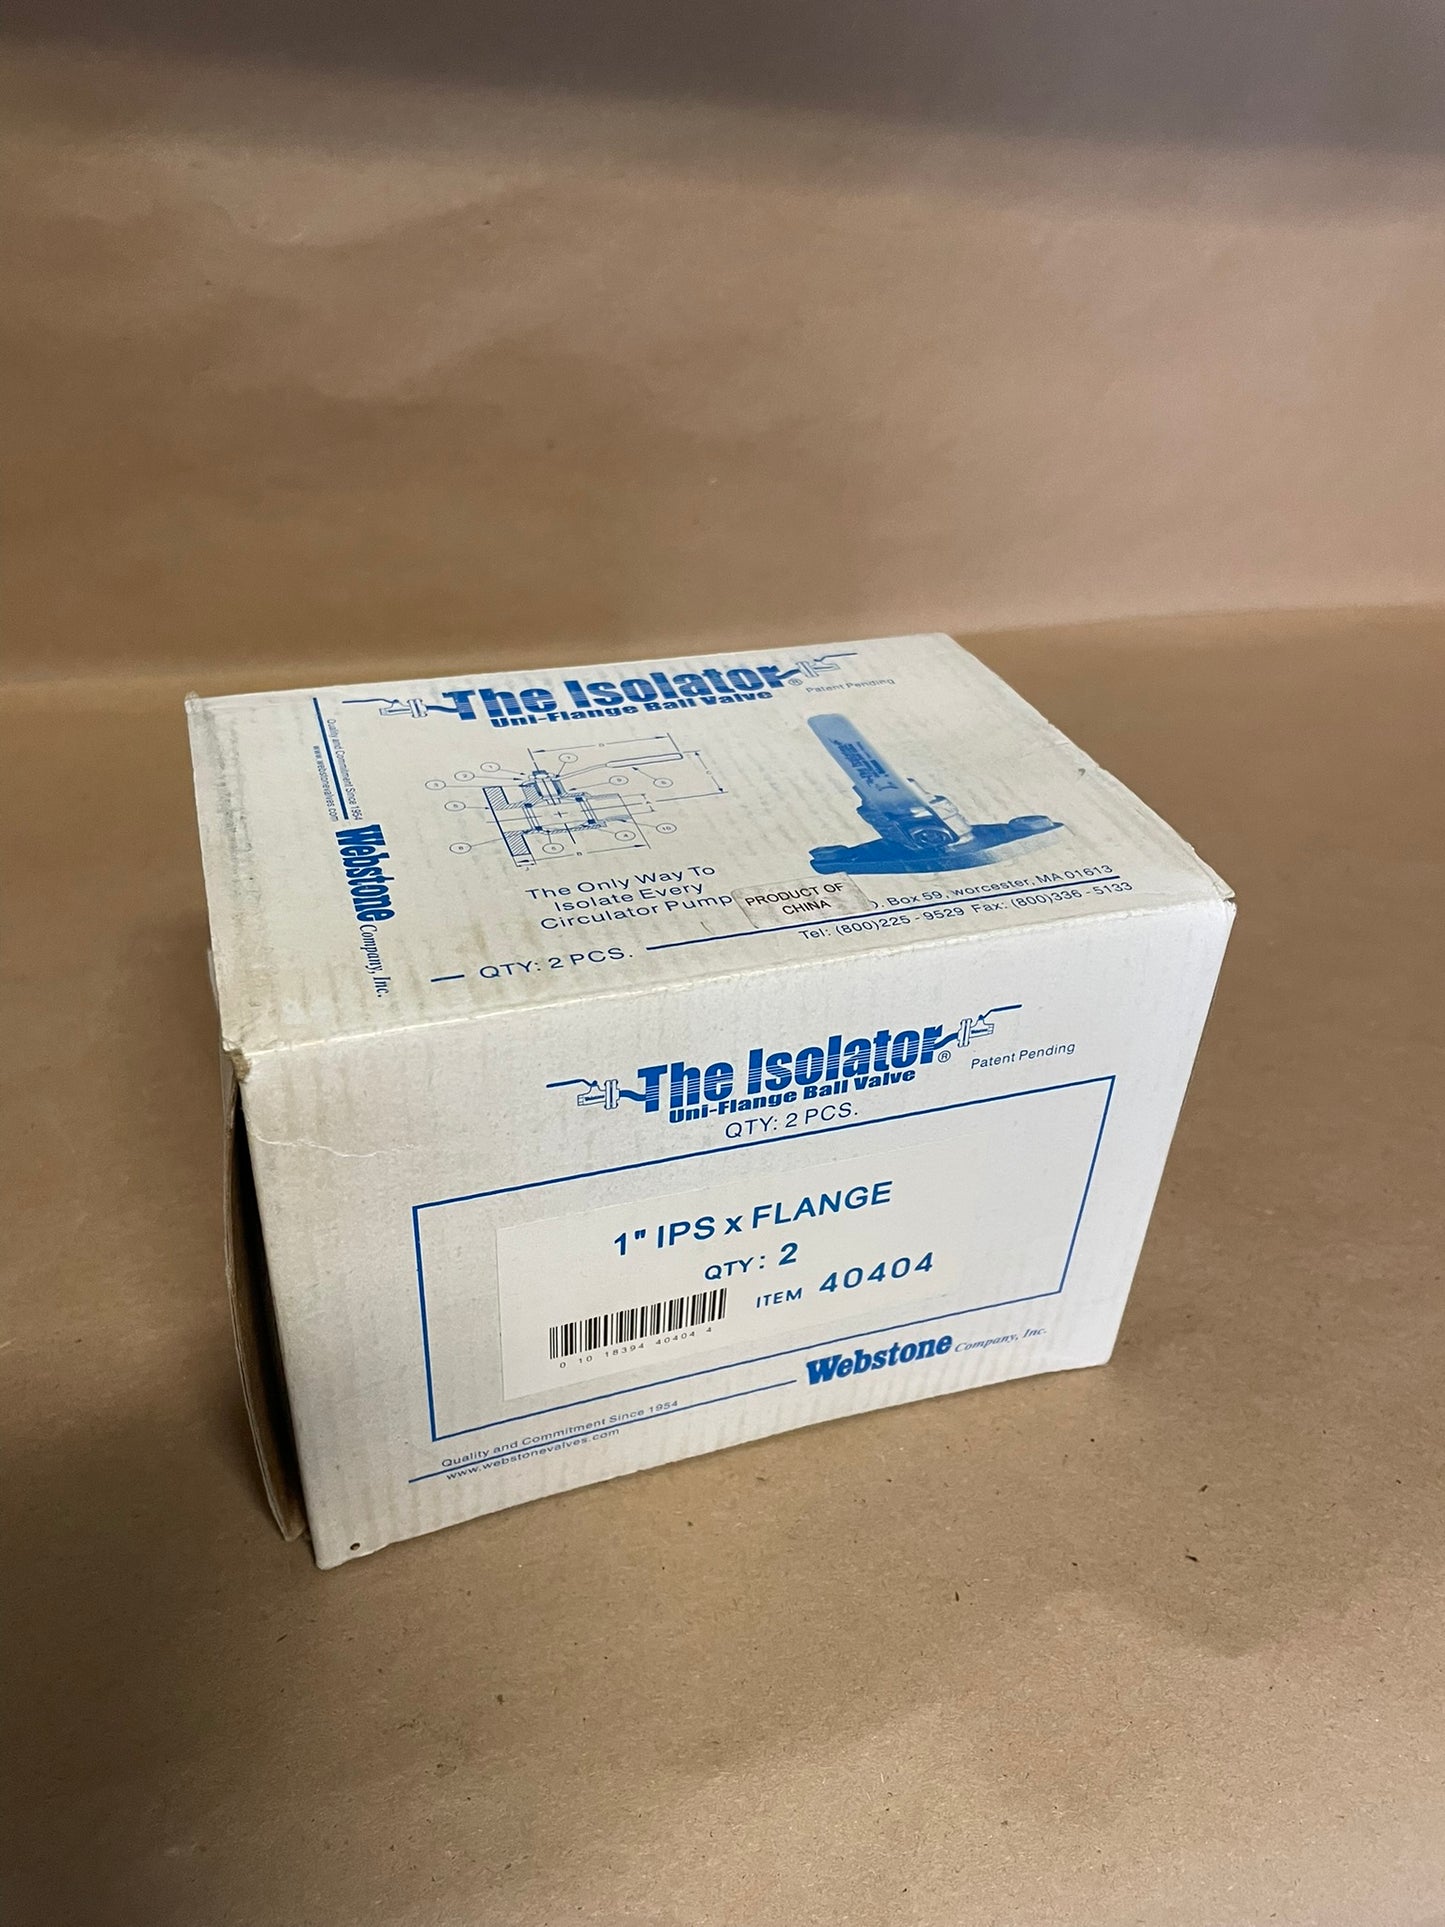 The Isolator®
Uni-Flange Ball Valve
Patent Pending
Quality and Commitment Since 1954
www.webstonevalves.com
Webstone Company, Inc.
The Only Way To
Isolate Every
Circulator Pump
PRODUCT OF
CHINA
. Box 59, worcester, MA 01613
Tel: (800)225-9529 Fax: (800)336-5133
QTY: 2 PCS.
The Isolator®
Uni-Flange Ball Valve
Patent Pending
QTY: 2 PCS.
1" IPS x FLANGE
QTY: 2
ITEM 40404
0 10 18394 40404 4
Webstone Company, Inc.
Quality and Commitment Since 1954
www.webstonevalves.com